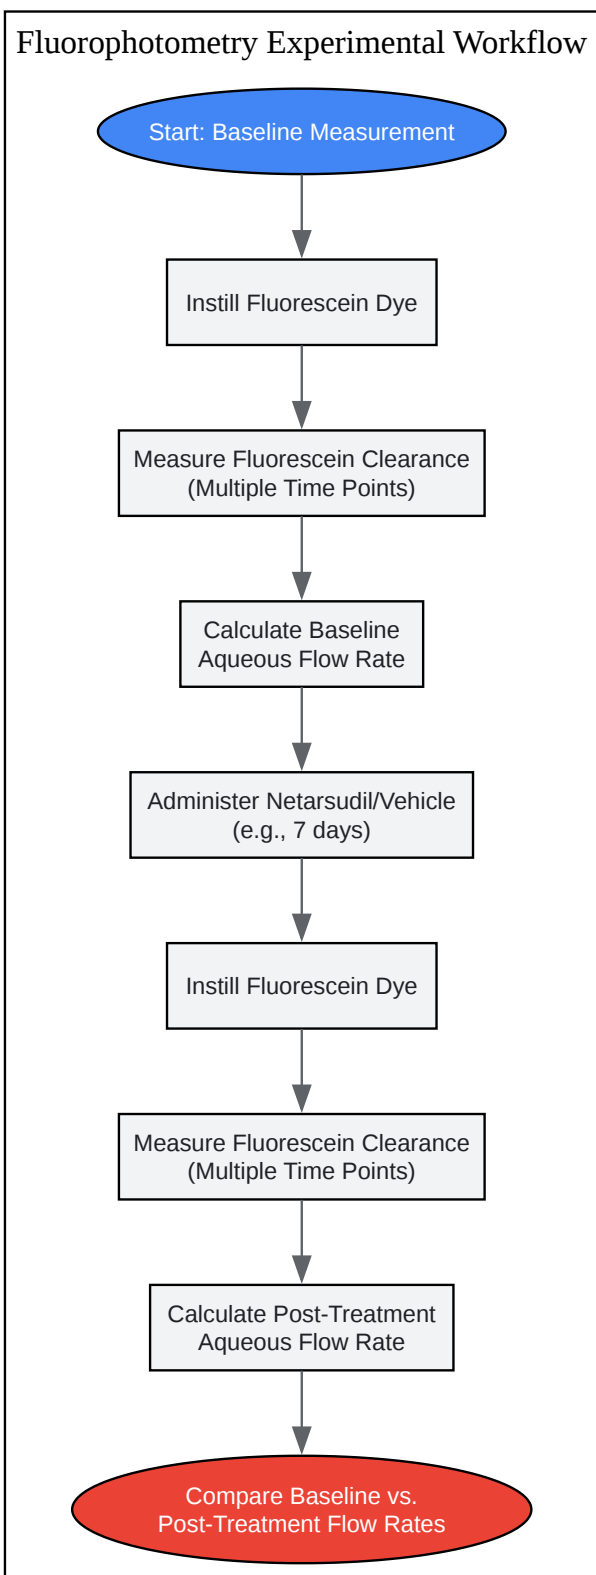 Fluorophotometry Experimental Workflow
Start: Baseline Measurement
Instill Fluorescein Dye
Measure Fluorescein Clearance
(Multiple Time Points)
Calculate Baseline
Aqueous Flow Rate
Administer Netarsudil/Vehicle
(e.g., 7 days)
Instill Fluorescein Dye
Measure Fluorescein Clearance
(Multiple Time Points)
Calculate Post-Treatment
Aqueous Flow Rate
Compare Baseline vs.
Post-Treatment Flow Rates